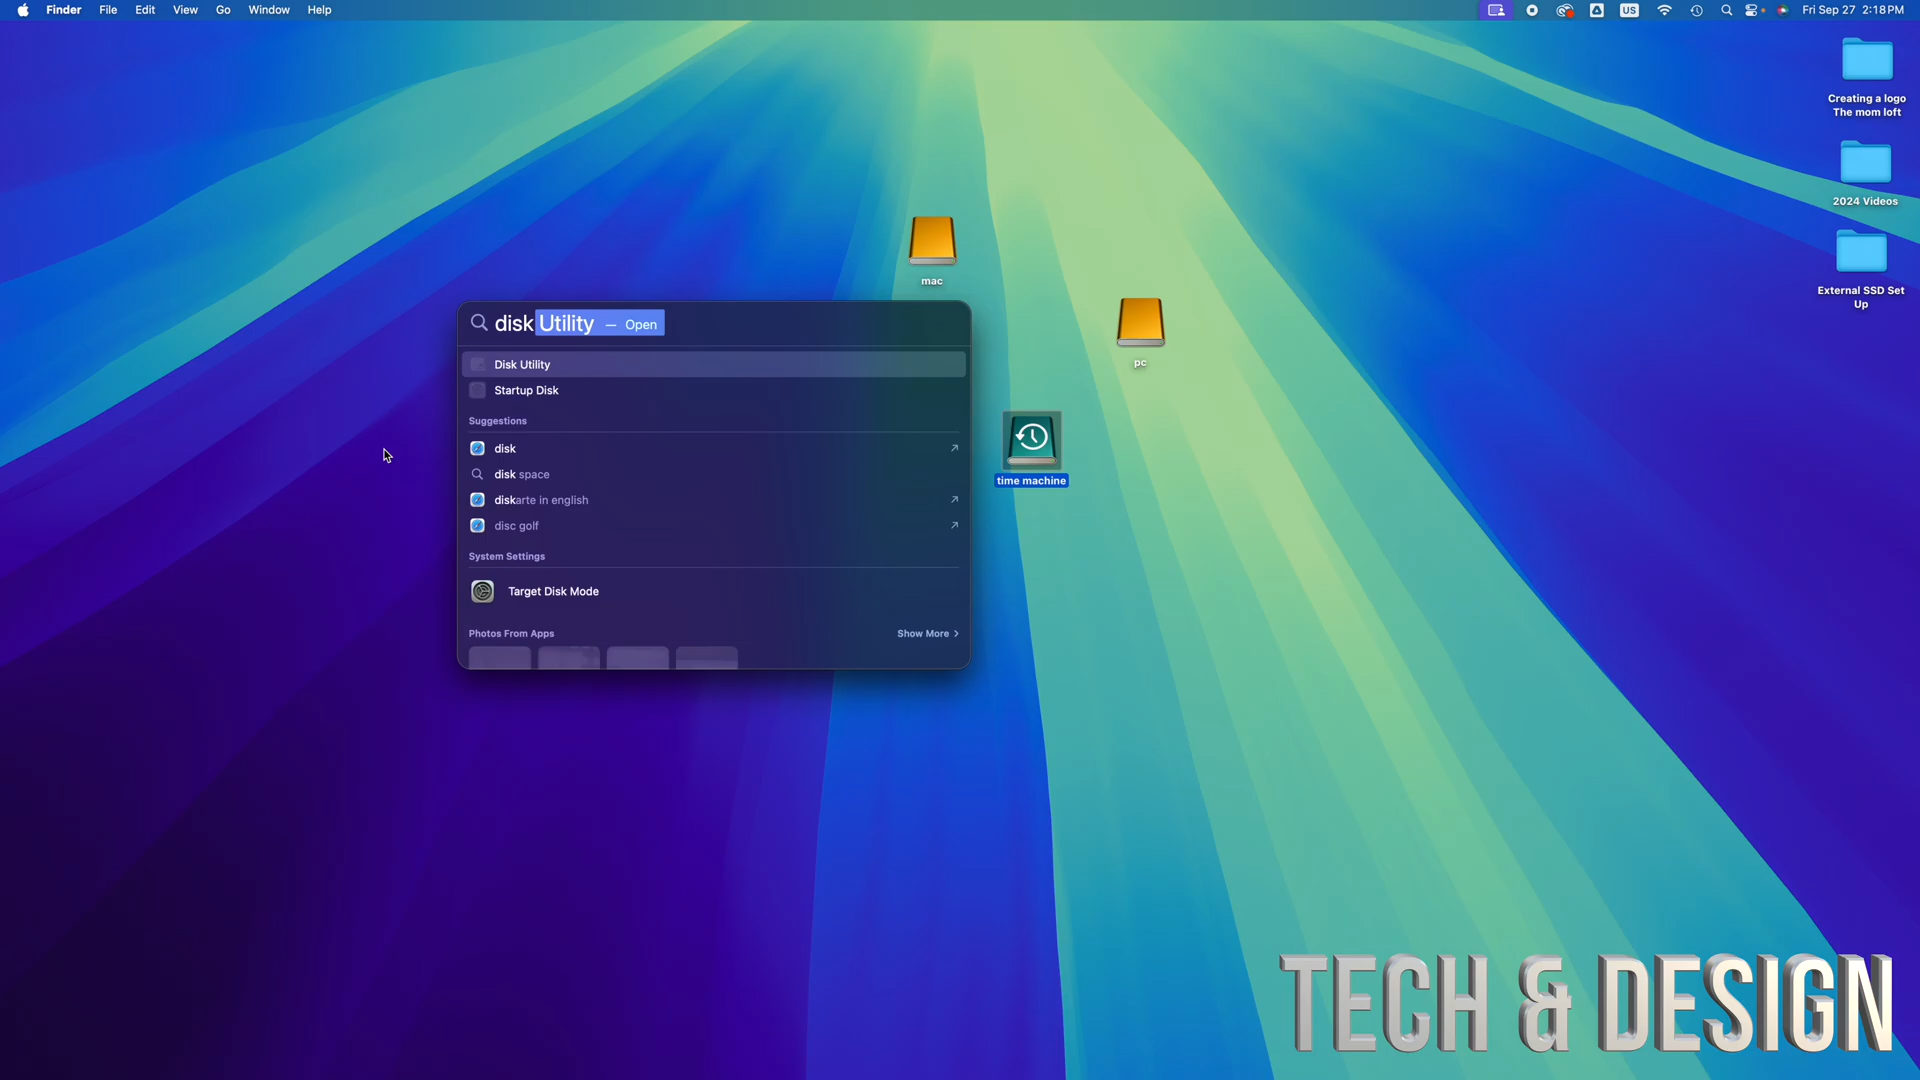 Finder File Edit View Go Window Help
US
Fri Sep 27 2:18 PM
Creating a logo
The mom loft
2024 Videos
External SSD Set
Up
mac
pc
time machine
disk Utility — Open
Disk Utility
Startup Disk
Suggestions
disk
disk space
diskarte in english
disc golf
System Settings
Target Disk Mode
Photos From Apps
Show More
TECH & DESIGN